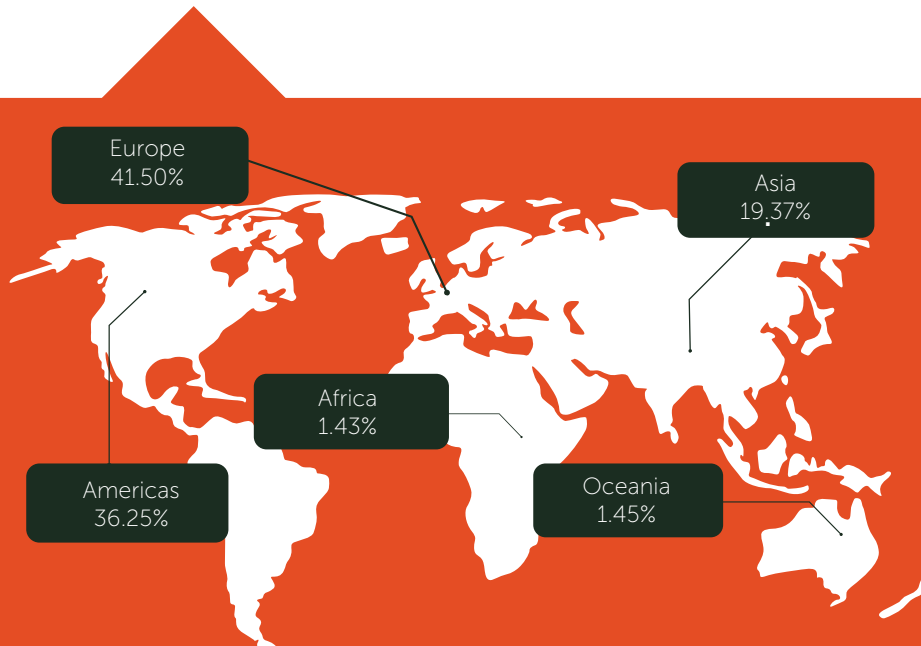 Europe
41.50%
Asia
19.37%
Africa
1.43%
Americas
36.25%
Oceania
1.45%